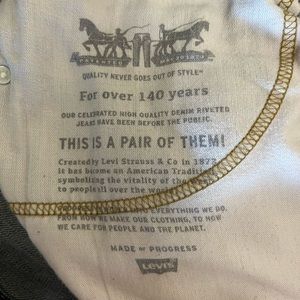 QUALITY NEVER GOES OUT OF STYLE
For over 140 years
OUR CELEBRATED HIGH QUALITY DENIM RIVETED
JEANS HAVE BEEN BEFORE THE PUBLIC.
THIS IS A PAIR OF THEM!
Createdby Levi Strauss & Co in 1873
it has become an American Tradition
symbolizing the vitality of the
to people all over the world
TO EVERYTHING WE DO.
FROM HOW WE MAKE OUR CLOTHING, TO HOW
WE CARE FOR PEOPLE AND THE PLANET.
MADE OF PROGRESS
Levi's